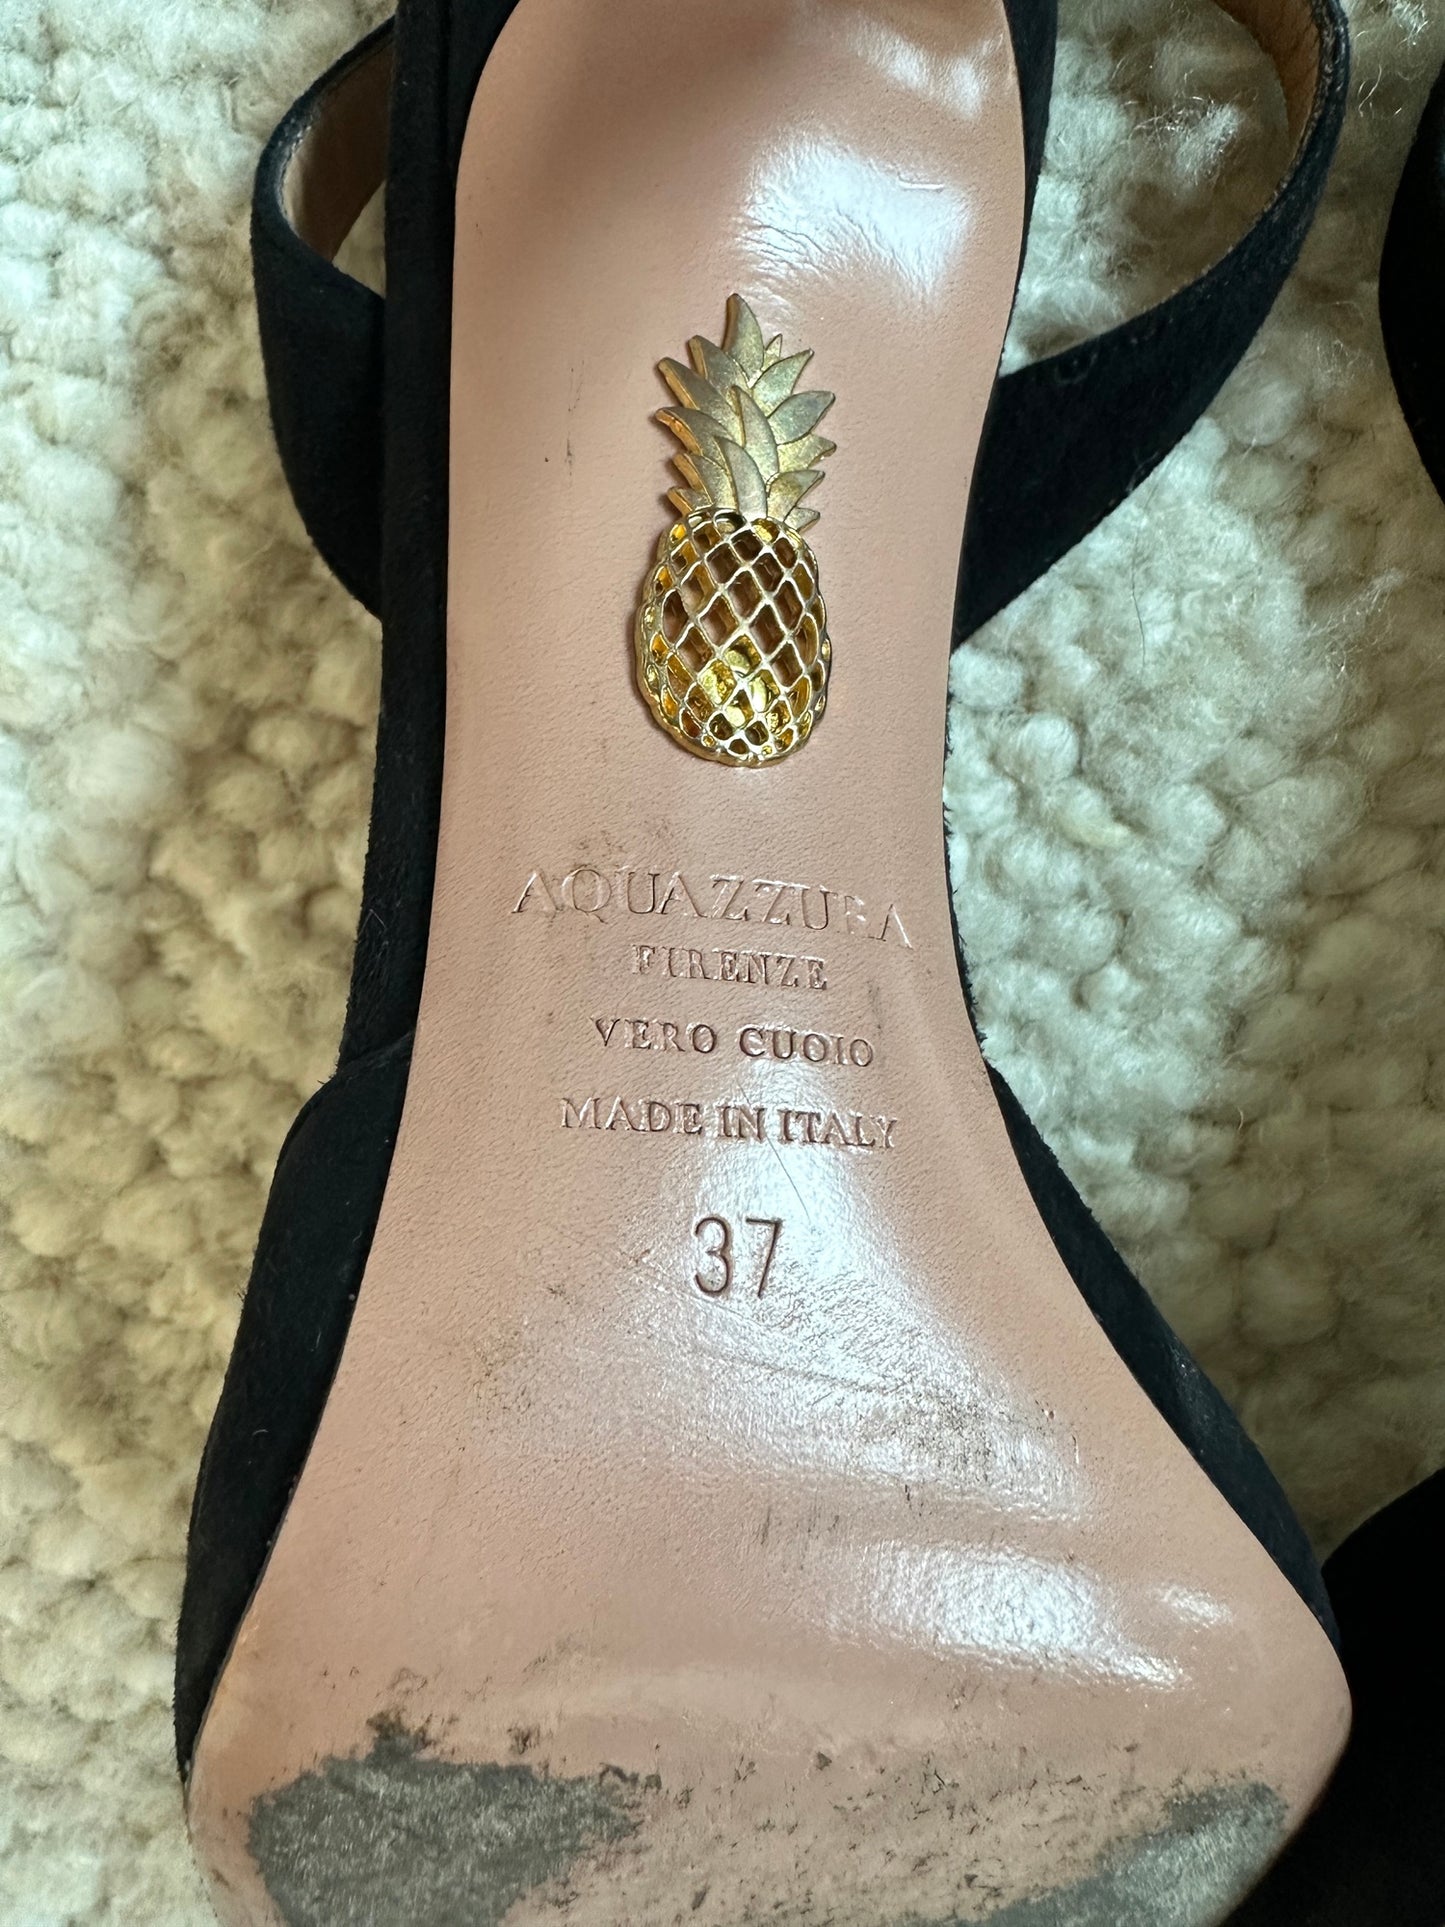 AQUAZZURA
FIRENZE
VERO CUOIO
MADE IN ITALY
37